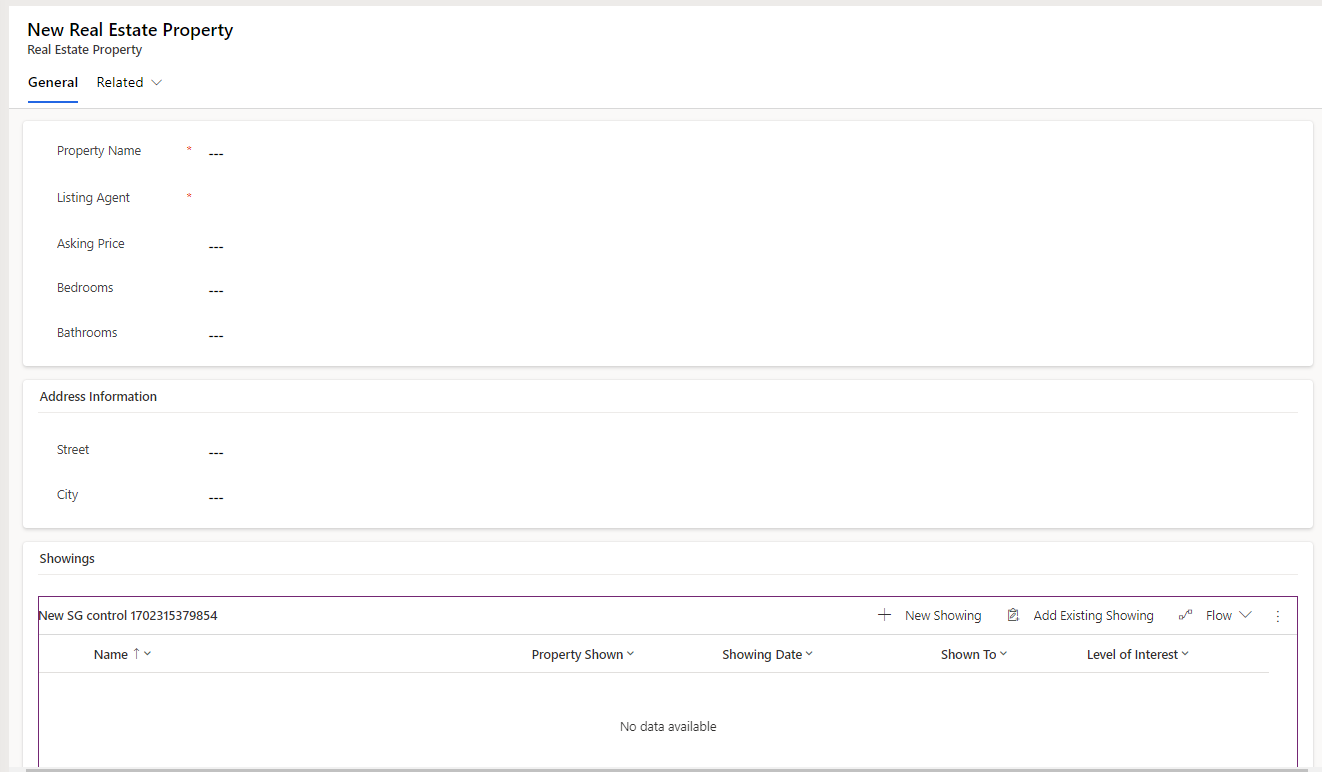 New Real Estate Property
Real Estate Property
General Related
Property Name * ---
Listing Agent *
Asking Price ---
Bedrooms ---
Bathrooms ---
Address Information
Street ---
City ---
Showings
New SG control 1702315379854 New Showing Add Existing Showing Flow
Name Property Shown Showing Date Shown To Level of Interest
No data available